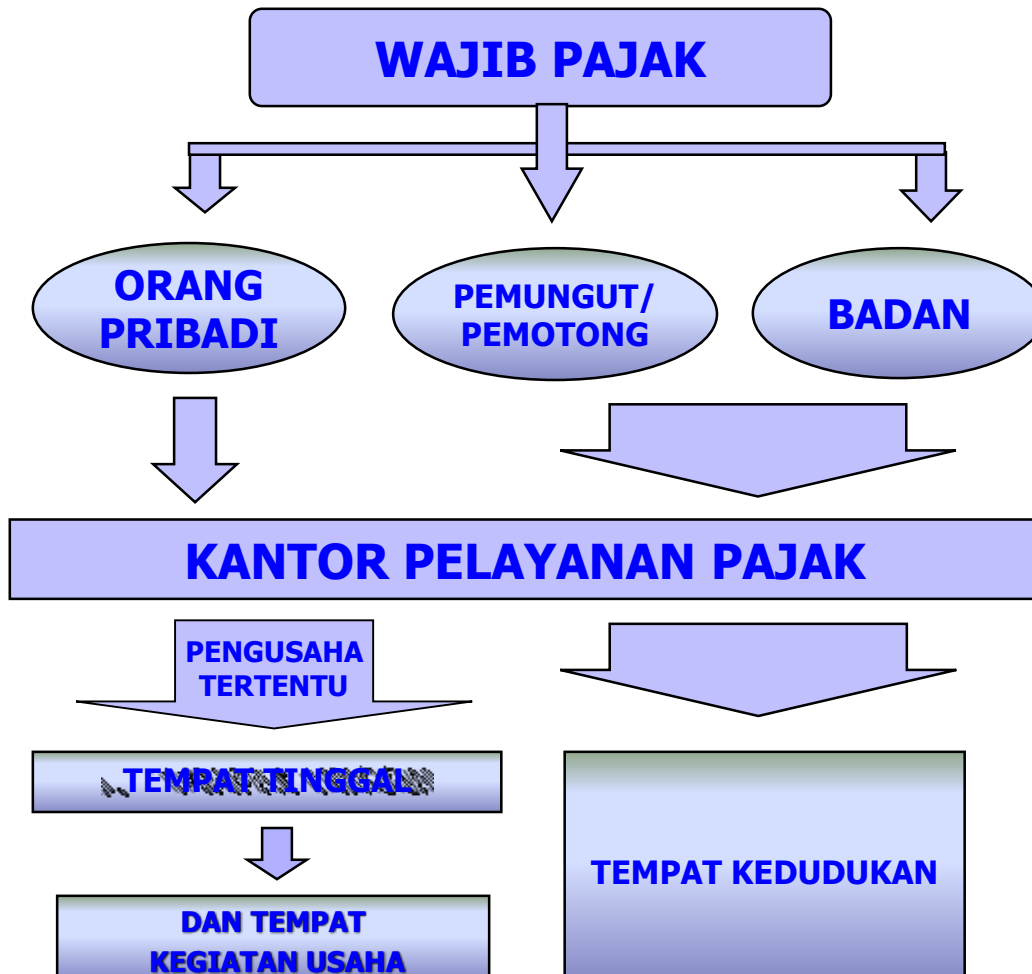 WAJIB PAJAK
ORANG
PRIBADI
PEMUNGUT/
PEMOTONG
BADAN
KANTOR PELAYANAN PAJAK
PENGUSAHA
TERTENTU
TEMPAT TINGGAL
TEMPAT KEDUDUKAN
DAN TEMPAT
KEGIATAN USAHA